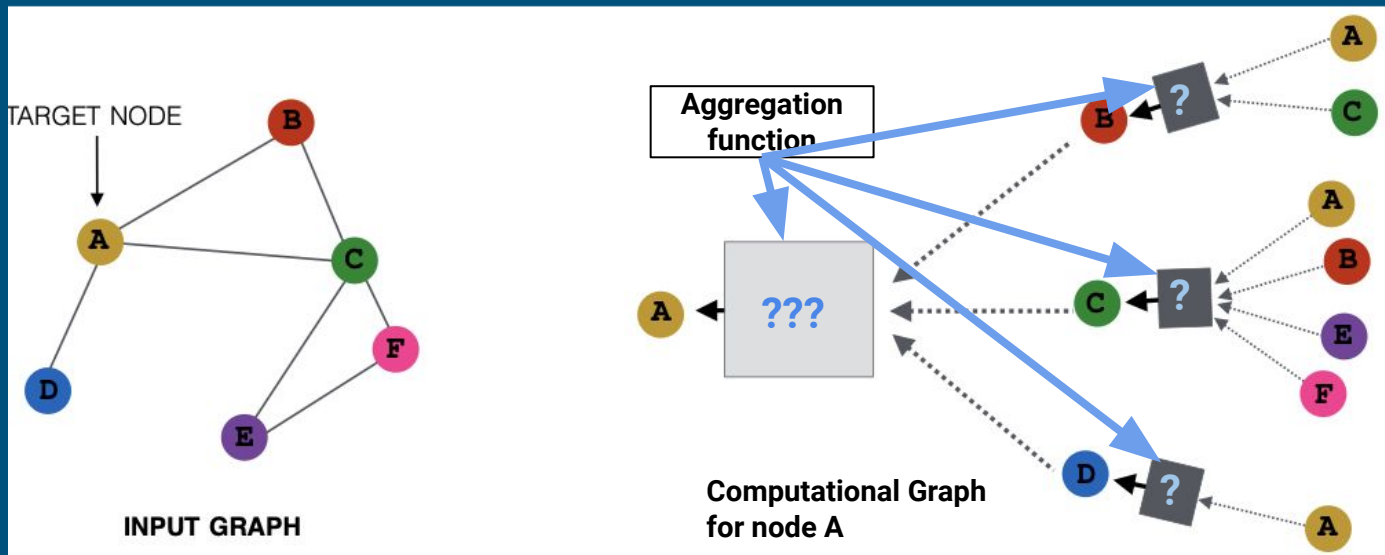 TARGET NODE
B
A
C
F
D
E
INPUT GRAPH
Aggregation
function
A
???
B
?
A
C
C
?
A
B
E
F
D
?
A
Computational Graph
for node A